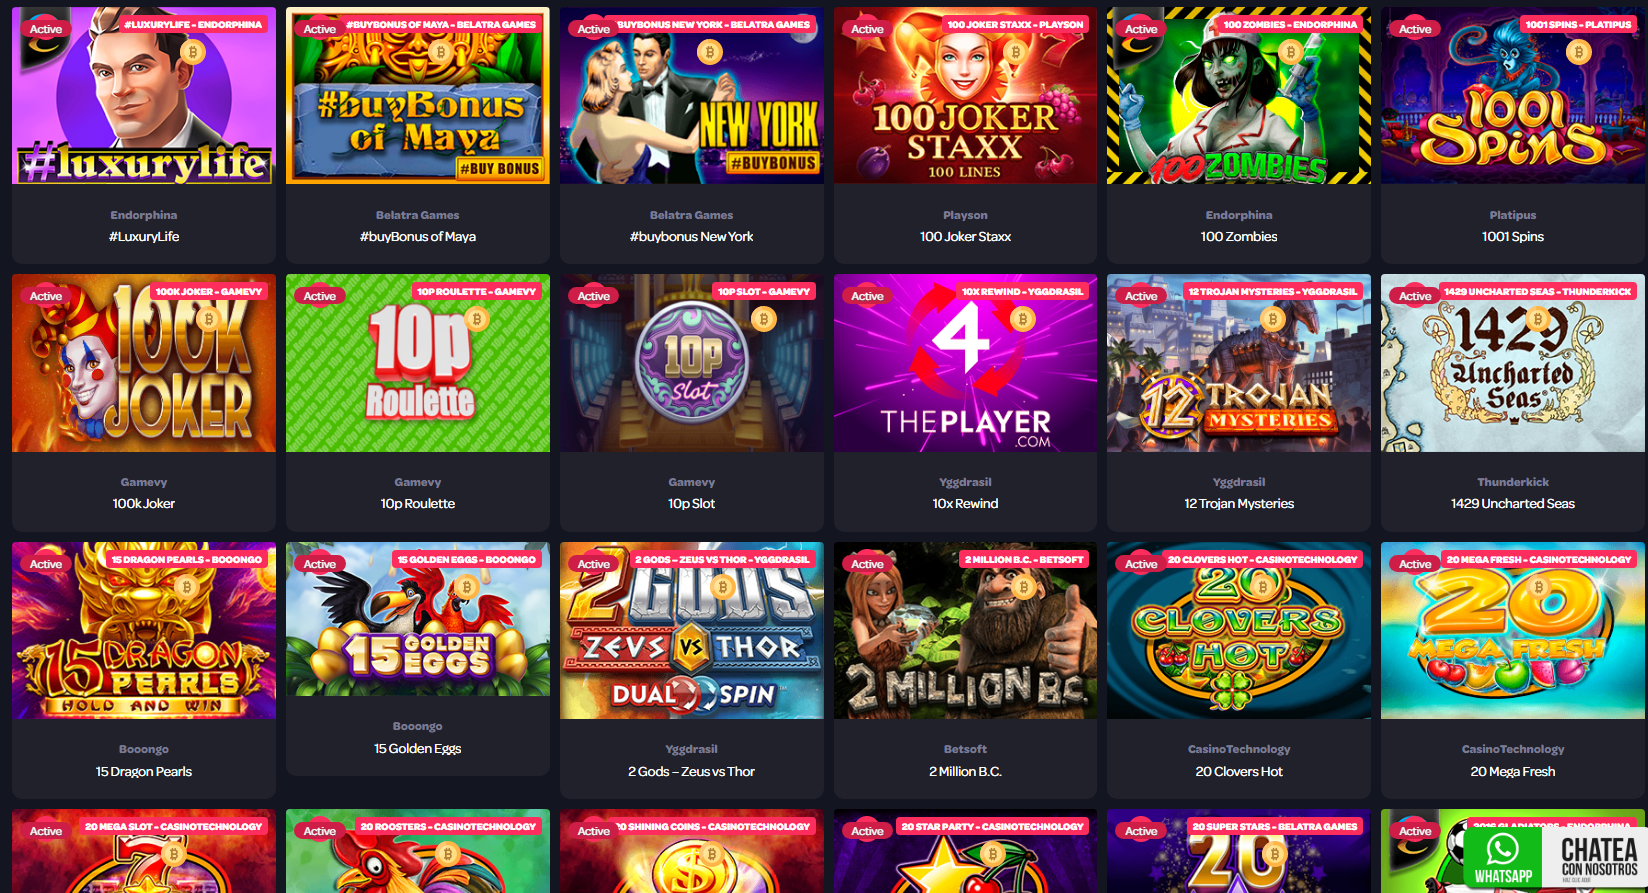 Active
#LUXURYLIFE - ENDORPHINA
#luxurylife
Endorphina
#LuxuryLife
Active
#BUYBONUS OF MAYA - BELATRA GAMES
#buyBonus
of Maya
#BUY BONUS
Belatra Games
#buyBonus of Maya
Active
BUYBONUS NEW YORK - BELATRA GAMES
NEW YORK
#BUYBONUS
Belatra Games
#buybonus New York
Active
100 JOKER STAXX - PLAYSON
100 JOKER
STAXX
100 LINES
Playson
100 Joker Staxx
Active
100 ZOMBIES - ENDORPHINA
100 ZOMBIES
Endorphina
100 Zombies
Active
1001 SPINS - PLATIPUS
1001
Spins
Platipus
1001 Spins
Active
100K JOKER - GAMEVY
100K
JOKER
Gamevy
100k Joker
Active
10P ROULETTE - GAMEVY
10p
Roulette
Gamevy
10p Roulette
Active
10P SLOT - GAMEVY
10P
Slot
Gamevy
10p Slot
Active
10X REWIND - YGGDRASIL
4
THEPLAYER
.COM
Yggdrasil
10x Rewind
Active
12 TROJAN MYSTERIES - YGGDRASIL
12 TROJAN
MYSTERIES
Yggdrasil
12 Trojan Mysteries
Active
1429 UNCHARTED SEAS - THUNDERKICK
1429
Uncharted
Seas
Thunderkick
1429 Uncharted Seas
Active
15 DRAGON PEARLS - BOOONGO
15 DRAGON
PEARLS
HOLD AND WIN
Booongo
15 Dragon Pearls
Active
15 GOLDEN EGGS - BOOONGO
15 GOLDEN
EGGS
Booongo
15 Golden Eggs
Active
2 GODS – ZEUS VS THOR - YGGDRASIL
2 GODS
ZEUS VS THOR
DUAL SPIN
Yggdrasil
2 Gods – Zeus vs Thor
Active
2 MILLION B.C. - BETSOFT
2 MILLION B.C.
Betsoft
2 Million B.C.
Active
20 CLOVERS HOT - CASINOTECHNOLOGY
20
CLOVERS
HOT
CasinoTechnology
20 Clovers Hot
Active
20 MEGA FRESH - CASINOTECHNOLOGY
20
MEGA FRESH
CasinoTechnology
20 Mega Fresh
Active
20 MEGA SLOT - CASINOTECHNOLOGY
Active
20 ROOSTERS - CASINOTECHNOLOGY
Active
20 SHINING COINS - CASINOTECHNOLOGY
Active
20 STAR PARTY - CASINOTECHNOLOGY
Active
20 SUPER STARS - BELATRA GAMES
20
Active
2016 GLADIATORS - ENDORPHINA
WHATSAPP
CHATEA
CON NOSOTROS
HAZ CLIC AQUÍ